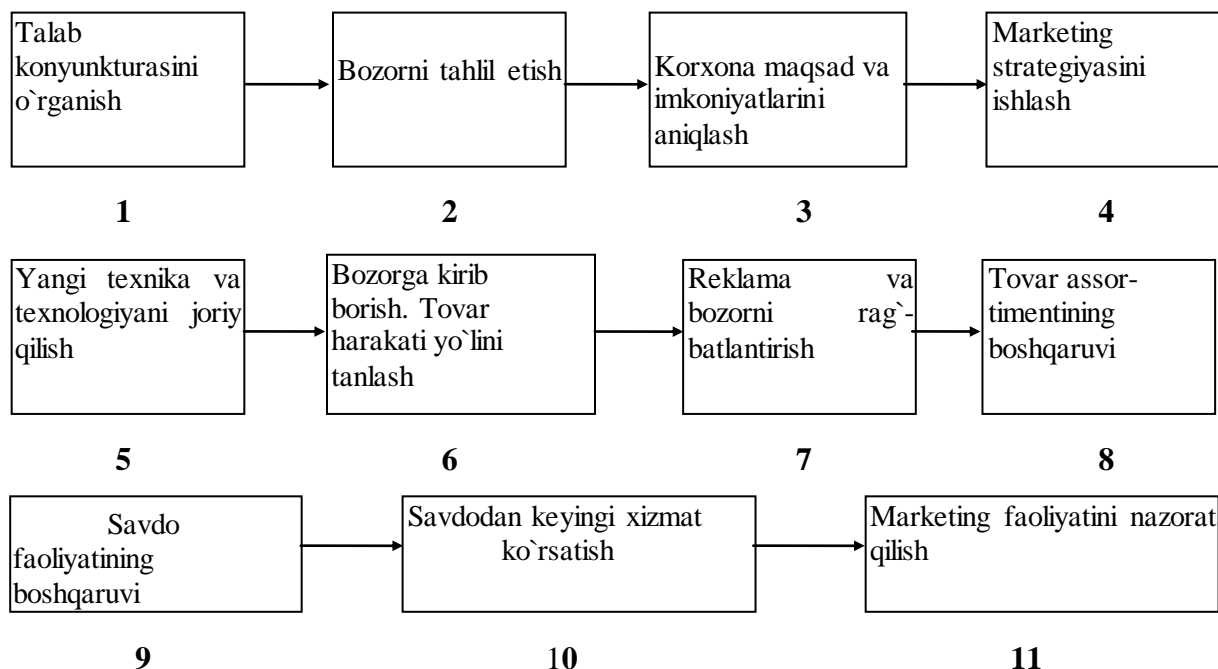 Talab
konyunkturasini
o`rganish
Bozorni tahlil etish
Korxona maqsad va
imkoniyatlarini
aniqlash
Marketing
strategiyasini
ishlash
1
2
3
4
Yangi texnika va
texnologiyani joriy
qilish
Bozorga kirib
borish. Tovar
harakati yo`lini
tanlash
Reklama va
bozorni rag`-
batlantirish
Tovar assor-
timentining
boshqaruvi
5
6
7
8
Savdo
faoliyatining
boshqaruvi
Savdodan keyingi xizmat
ko`rsatish
Marketing faoliyatini nazorat
qilish
9
10
11